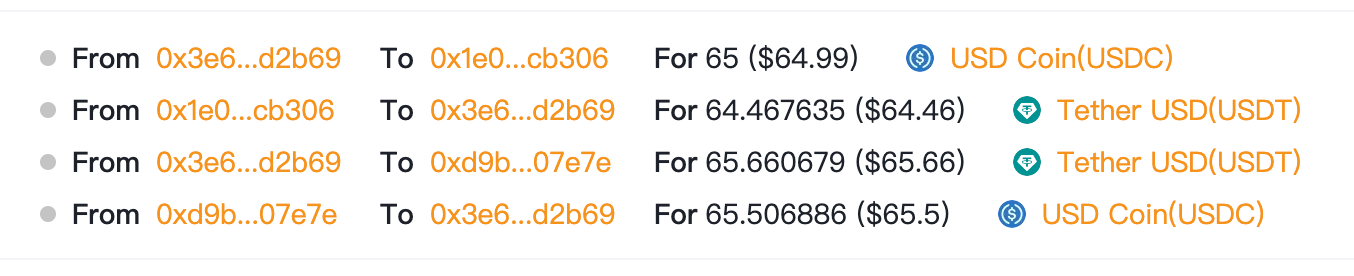 From 0x3e6...d2b69 To 0x1e0...cb306 For 65 ($64.99) USD Coin(USDC)
From 0x1e0...cb306 To 0x3e6...d2b69 For 64.467635 ($64.46) Tether USD(USDT)
From 0x3e6...d2b69 To 0xd9b...07e7e For 65.660679 ($65.66) Tether USD(USDT)
From 0xd9b...07e7e To 0x3e6...d2b69 For 65.506886 ($65.5) USD Coin(USDC)